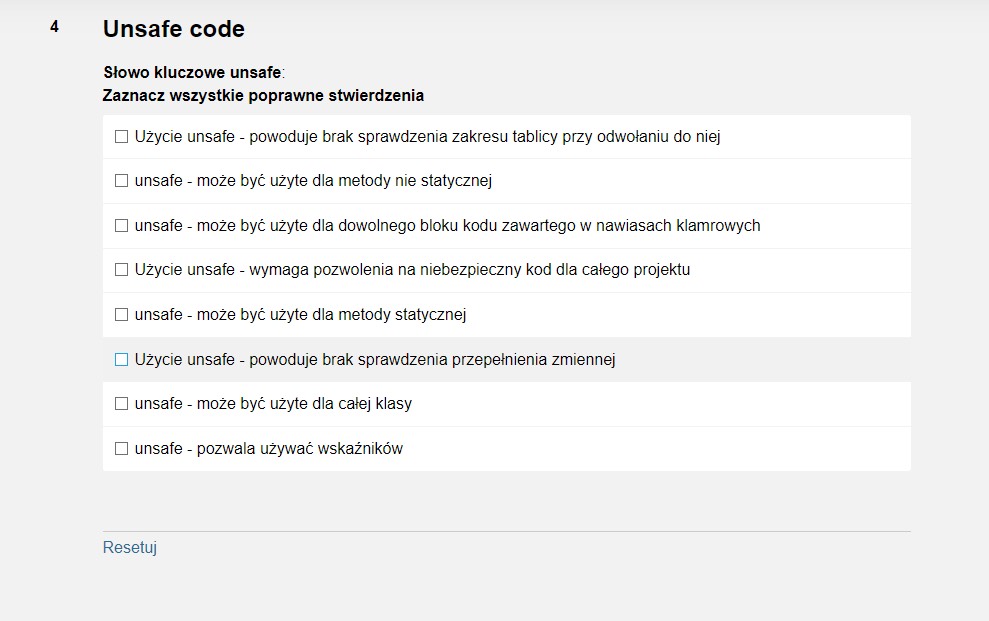 4
Unsafe code
Słowo kluczowe unsafe:
Zaznacz wszystkie poprawne stwierdzenia
Użycie unsafe - powoduje brak sprawdzenia zakresu tablicy przy odwołaniu do niej
unsafe - może być użyte dla metody nie statycznej
unsafe - może być użyte dla dowolnego bloku kodu zawartego w nawiasach klamrowych
Użycie unsafe - wymaga pozwolenia na niebezpieczny kod dla całego projektu
unsafe - może być użyte dla metody statycznej
Użycie unsafe - powoduje brak sprawdzenia przepełnienia zmiennej
unsafe - może być użyte dla całej klasy
unsafe - pozwala używać wskaźników
Resetuj